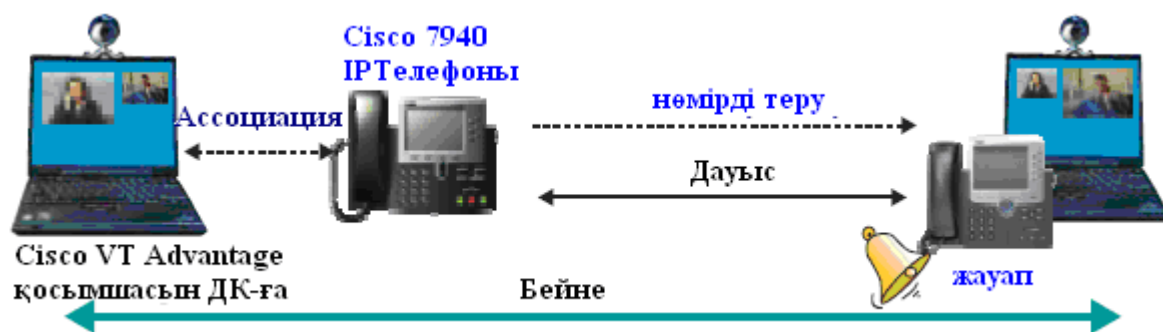 Cisco 7940
IPТелефоны
Ассоциация
нөмірді теру
Дауыс
Cisco VT Advantage
қосымшасын ДК-ға
Бейне
жауап